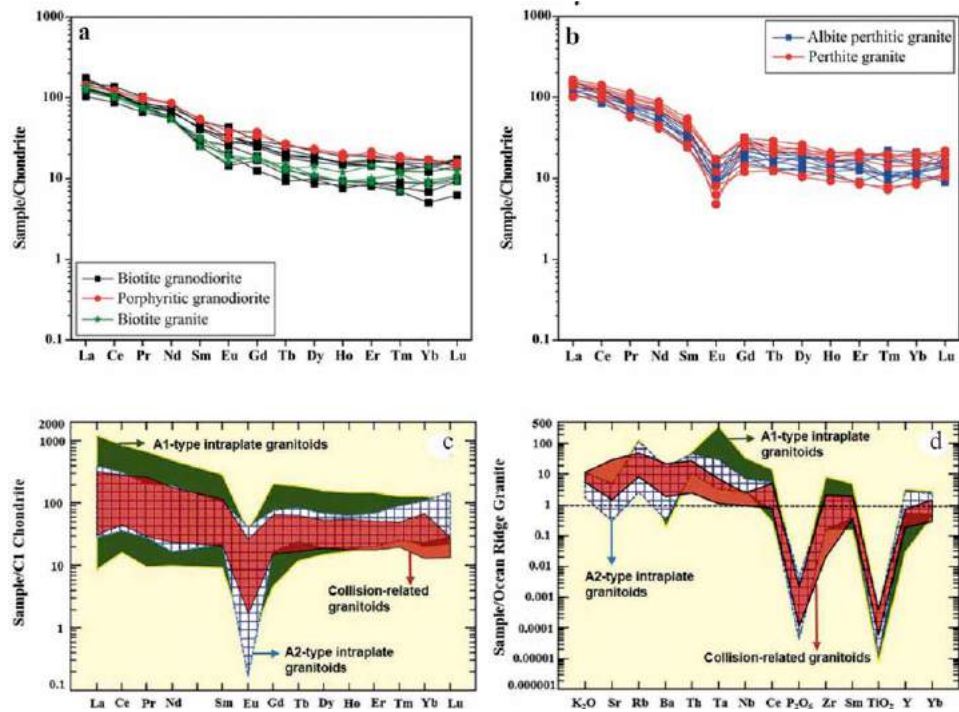 a
1000
100
10
1
0.1
Sample/Chondrite
Biotite granodiorite
Porphyritic granodiorite
Biotite granite
La Ce Pr Nd Sm Eu Gd Tb Dy Ho Er Tm Yb Lu
b
1000
100
10
1
0.1
Sample/Chondrite
Albite perthitic granite
Perthite granite
La Ce Pr Nd Sm Eu Gd Tb Dy Ho Er Tm Yb Lu
c
2000
1000
100
10
1
0.1
Sample/C1 Chondrite
A1-type intraplate
granitoids
Collision-related
granitoids
A2-type intraplate
granitoids
La Ce Pr Nd Sm Eu Gd Tb Dy Ho Er Tm Yb Lu
d
500
100
10
1
0.1
0.01
0.001
0.0001
0.00001
0.000001
Sample/Ocean Ridge Granite
A1-type intraplate
granitoids
A2-type intraplate
granitoids
Collision-related granitoids
K₂O Sr Rb Ba Th Ta Nb Ce P₂O₅ Zr Sm TiO₂ Y Yb